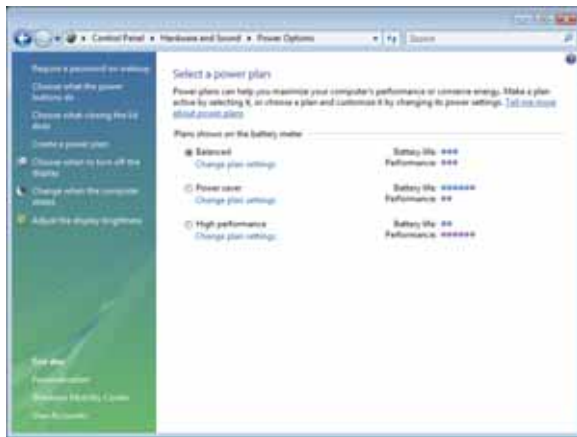 Control Panel ▸ Hardware and Sound ▸ Power Options
Search
Require a password on wakeup
Choose what the power
buttons do
Choose what closing the lid
does
Create a power plan
Choose when to turn off the
display
Change when the computer
sleeps
Adjust the display brightness
Select a power plan
Power plans can help you maximize your computer's performance or conserve energy. Make a plan
active by selecting it, or choose a plan and customize it by changing its power settings. Tell me more
about power plans
Plans shown on the battery meter
Balanced
Battery life:
Change plan settings
Performance:
Power saver
Battery life:
Change plan settings
Performance:
High performance
Battery life:
Change plan settings
Performance:
See also
Personalization
Windows Mobility Center
User Accounts